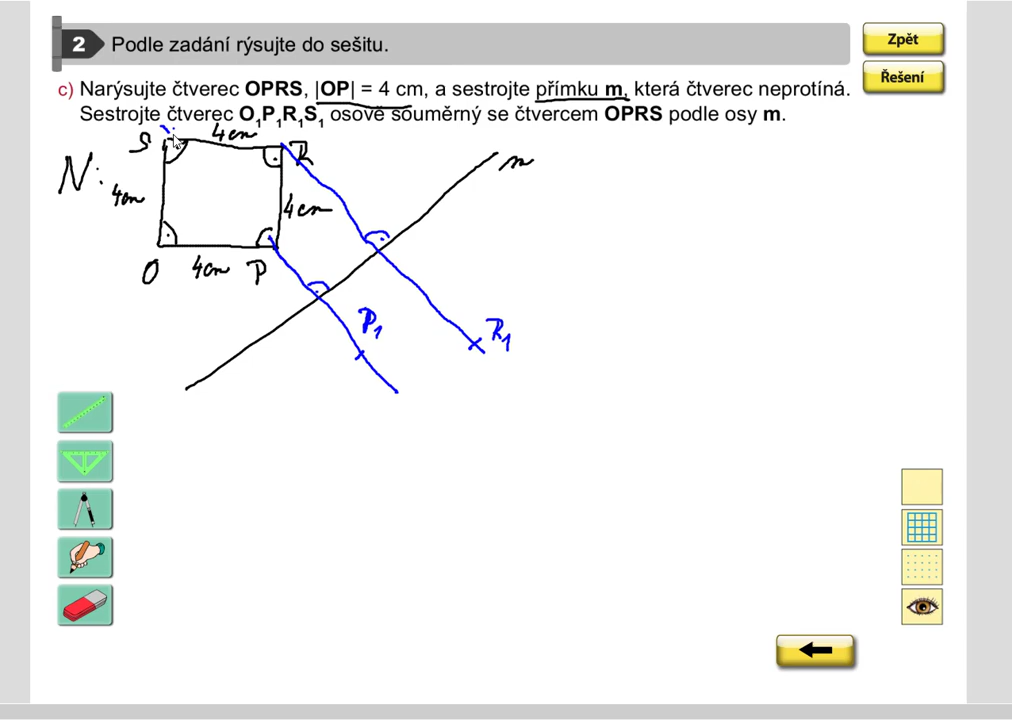 2 Podle zadání rýsujte do sešitu.
Zpět
Řešení
c) Narýsujte čtverec OPRS, |OP| = 4 cm, a sestrojte přímku m, která čtverec neprotíná.
Sestrojte čtverec O₁P₁R₁S₁ osově souměrný se čtvercem OPRS podle osy m.
S 4cm R m
N:
4cm 4cm
O 4cm P
P₁ R₁